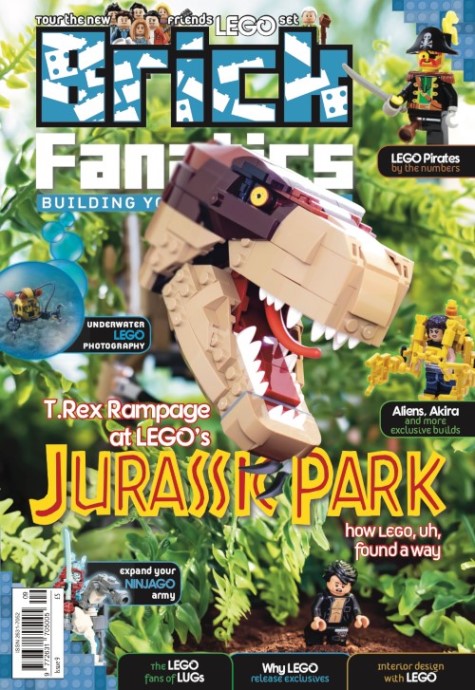 TOUR THE NEW FRIENDS LEGO SET
Brick
Fanatics
BUILDING YO
LEGO Pirates
by the numbers
UNDERWATER
LEGO
PHOTOGRAPHY
Aliens, Akira
and more
exclusive builds
T.Rex Rampage
at LEGO's
JURASSIC PARK
how LEGO, uh,
found a way
expand your
NINJAGO
army
the LEGO
fans of LUGs
Why LEGO
release exclusives
interior design
with LEGO